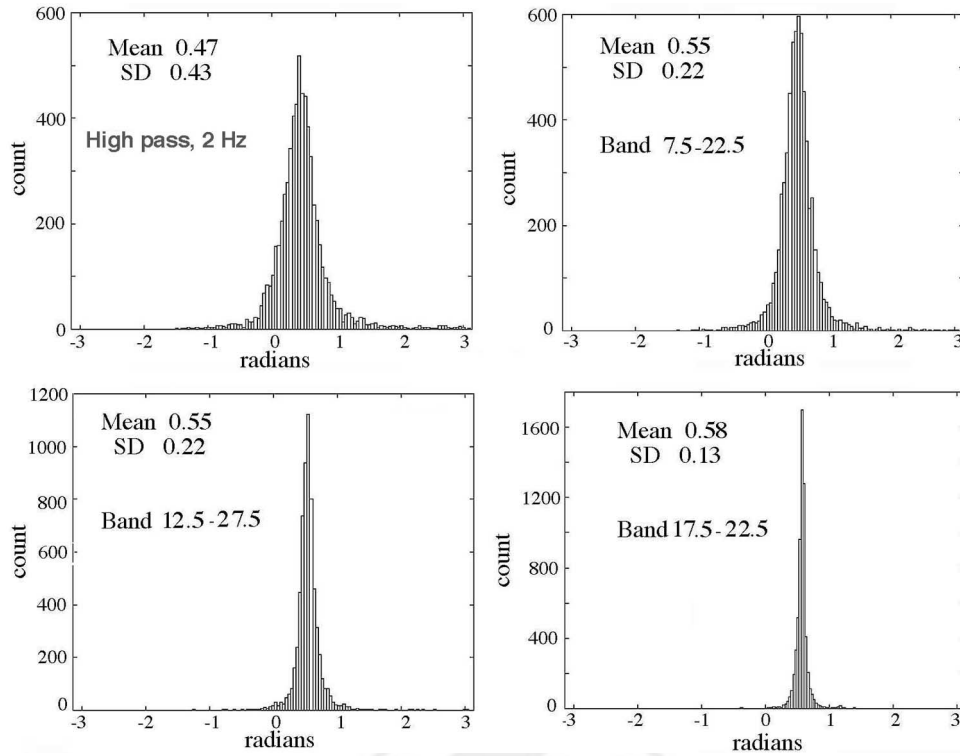 600
Mean 0.47
SD 0.43
High pass, 2 Hz
400
count
200
0
-3 -2 -1 0 1 2 3
radians
600
Mean 0.55
SD 0.22
Band 7.5-22.5
400
count
200
0
-3 -2 -1 0 1 2 3
radians
1200
Mean 0.55
SD 0.22
1000
Band 12.5-27.5
800
count
600
400
200
0
-3 -2 -1 0 1 2 3
radians
1600
Mean 0.58
SD 0.13
1200
Band 17.5-22.5
count
800
400
0
-3 -2 -1 0 1 2 3
radians